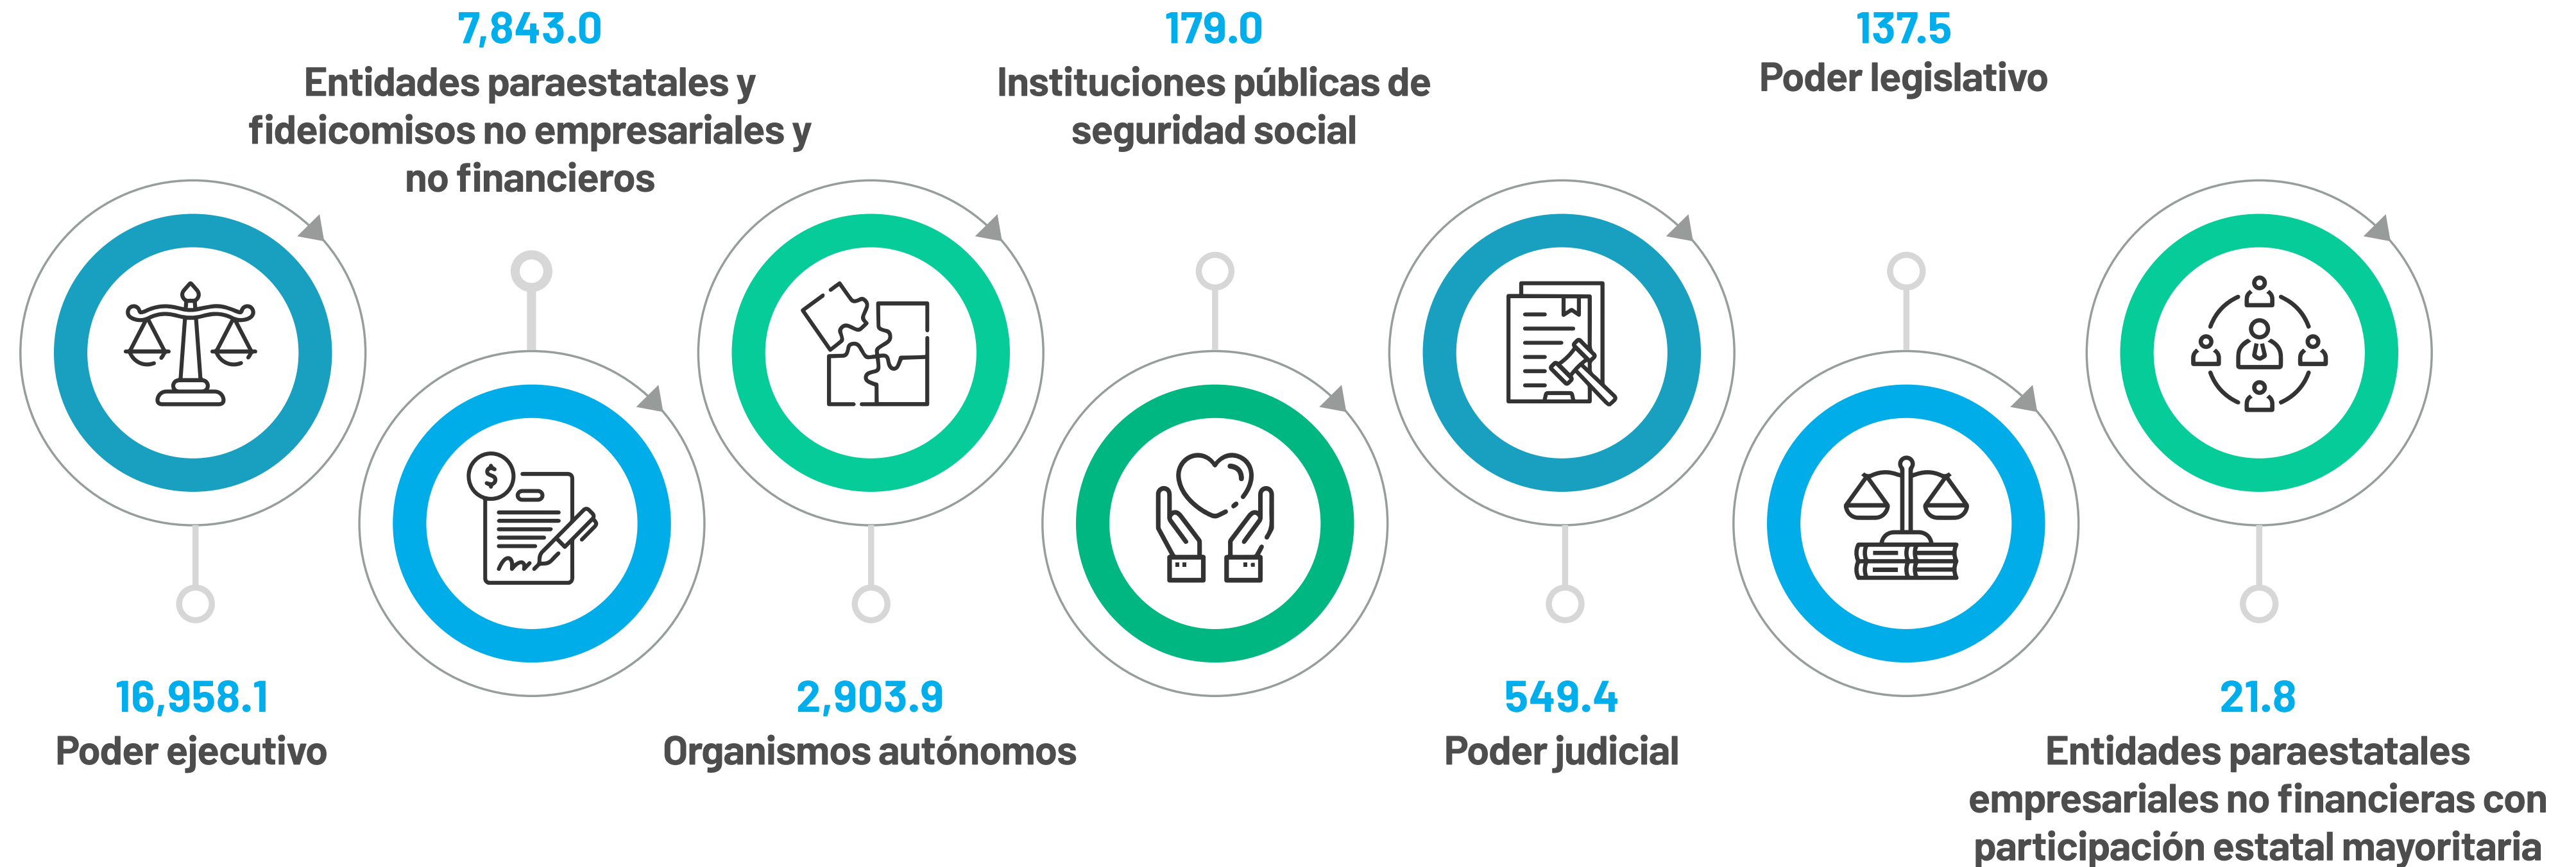 16,958.1
Poder ejecutivo
7,843.0
Entidades paraestatales y
fideicomisos no empresariales y
no financieros
$
2,903.9
Organismos autónomos
179.0
Instituciones públicas de
seguridad social
549.4
Poder judicial
137.5
Poder legislativo
21.8
Entidades paraestatales
empresariales no financieras con
participación estatal mayoritaria